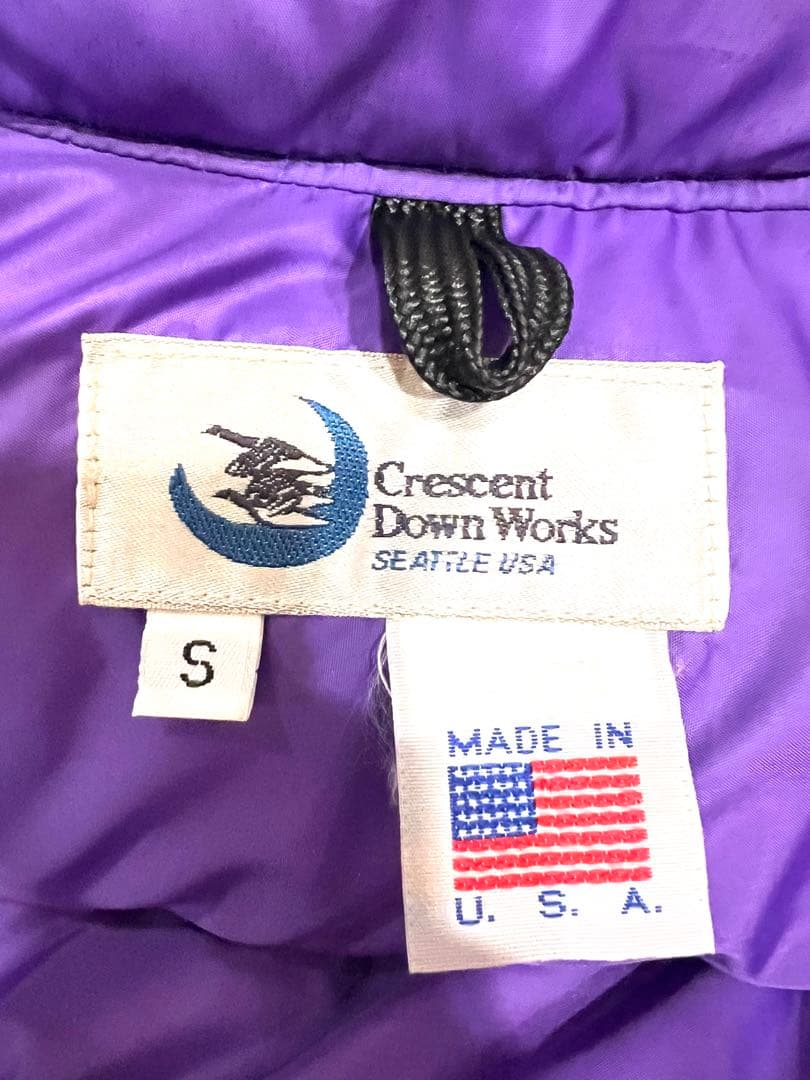 Crescent
Down Works
SEATTLE USA
S
MADE IN
U. S. A.